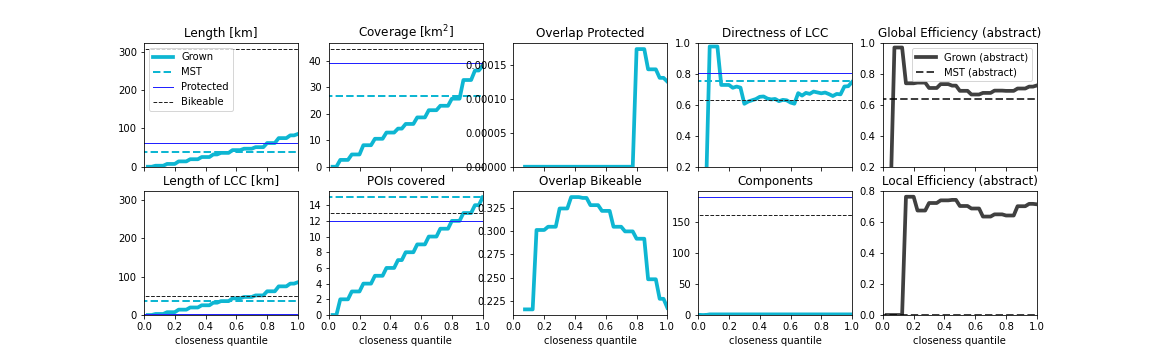 Length [km]
Coverage [km²]
Overlap Protected
Directness of LCC
Global Efficiency (abstract)
300
200
100
0
Grown
MST
Protected
Bikeable
40
30
20
10
0
0.00015
0.00010
0.00005
0.00000
1.0
0.8
0.6
0.4
0.2
1.0
0.8
0.6
0.4
0.2
Grown (abstract)
MST (abstract)
Length of LCC [km]
POIs covered
Overlap Bikeable
Components
Local Efficiency (abstract)
300
200
100
0
0.0 0.2 0.4 0.6 0.8 1.0
closeness quantile
14
12
10
8
6
4
2
0
0.0 0.2 0.4 0.6 0.8 1.0
closeness quantile
0.325
0.300
0.275
0.250
0.225
0.0 0.2 0.4 0.6 0.8 1.0
closeness quantile
150
100
50
0
0.0 0.2 0.4 0.6 0.8 1.0
closeness quantile
0.8
0.6
0.4
0.2
0.0
0.0 0.2 0.4 0.6 0.8 1.0
closeness quantile